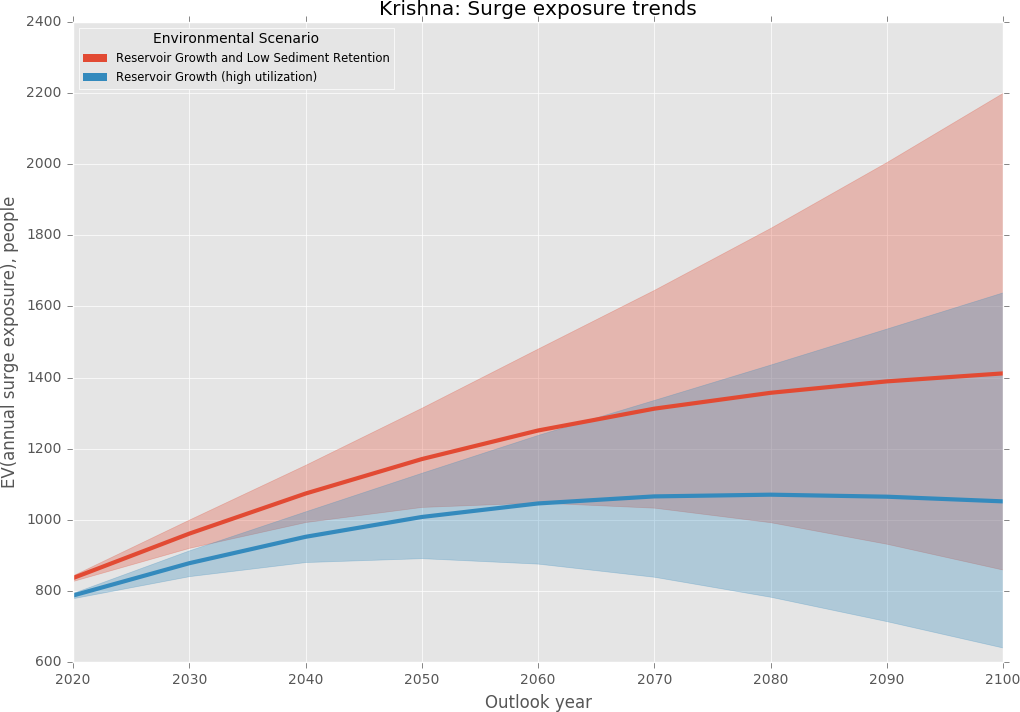 Krishna: Surge exposure trends
Environmental Scenario
Reservoir Growth and Low Sediment Retention
Reservoir Growth (high utilization)
EV(annual surge exposure), people
2400
2200
2000
1800
1600
1400
1200
1000
800
600
2020 2030 2040 2050 2060 2070 2080 2090 2100
Outlook year